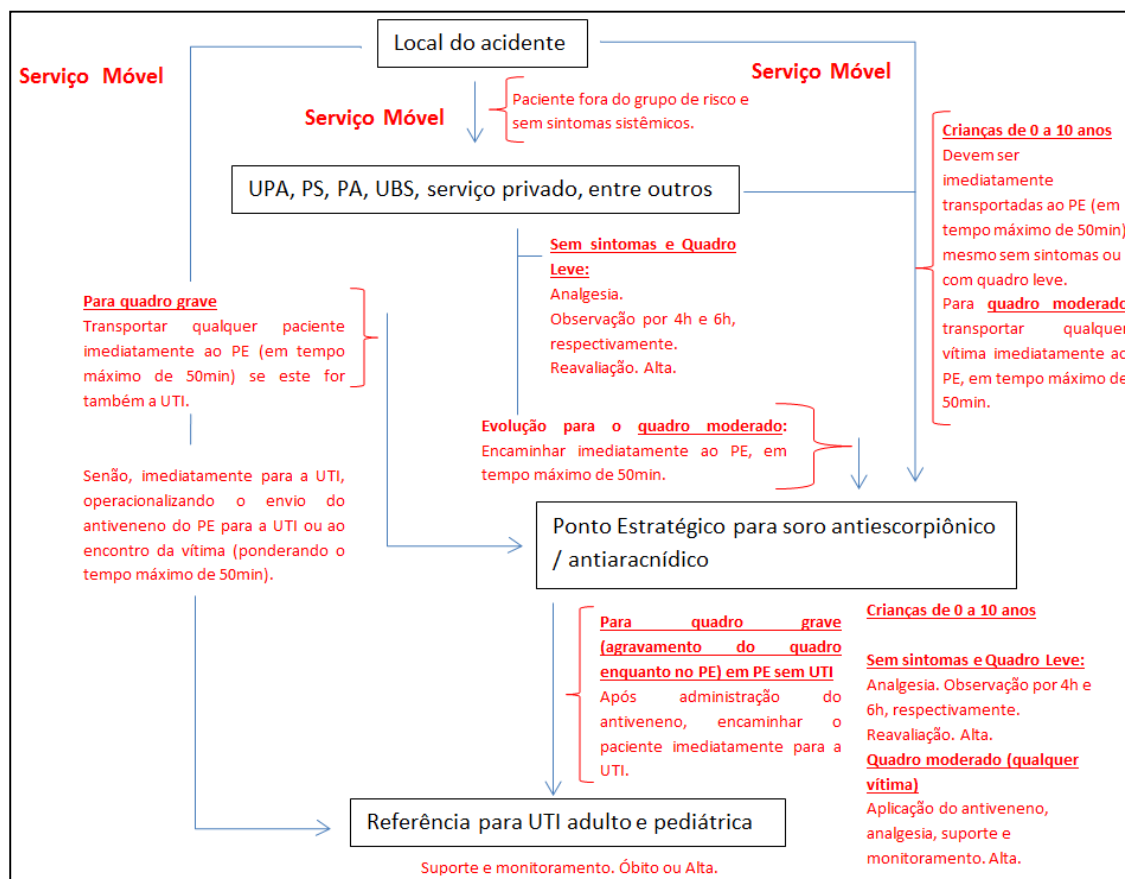 Local do acidente
Serviço Móvel
Serviço Móvel
Serviço Móvel
Paciente fora do grupo de risco e
sem sintomas sistêmicos.
UPA, PS, PA, UBS, serviço privado, entre outros
Crianças de 0 a 10 anos
Devem ser
imediatamente
transportadas ao PE (em
tempo máximo de 50min)
mesmo sem sintomas ou
com quadro leve.
Para quadro moderado
transportar qualquer
vítima imediatamente ao
PE, em tempo máximo de
50min.
Sem sintomas e Quadro
Leve:
Analgesia.
Observação por 4h e 6h,
respectivamente.
Reavaliação. Alta.
Para quadro grave
Transportar qualquer paciente
imediatamente ao PE (em tempo
máximo de 50min) se este for
também a UTI.
Evolução para o quadro moderado:
Encaminhar imediatamente ao PE, em
tempo máximo de 50min.
Senão, imediatamente para a UTI,
operacionalizando o envio do
antiveneno do PE para a UTI ou ao
encontro da vítima (ponderando o
tempo máximo de 50min).
Ponto Estratégico para soro antiescorpiônico
/ antiaracnídico
Para quadro grave
(agravamento do quadro
enquanto no PE) em PE sem UTI
Após administração do
antiveneno, encaminhar o
paciente imediatamente para a
UTI.
Crianças de 0 a 10 anos
Sem sintomas e Quadro Leve:
Analgesia. Observação por 4h e
6h, respectivamente.
Reavaliação. Alta.
Quadro moderado (qualquer
vítima)
Aplicação do antiveneno,
analgesia, suporte e
monitoramento. Alta.
Referência para UTI adulto e pediátrica
Suporte e monitoramento. Óbito ou Alta.